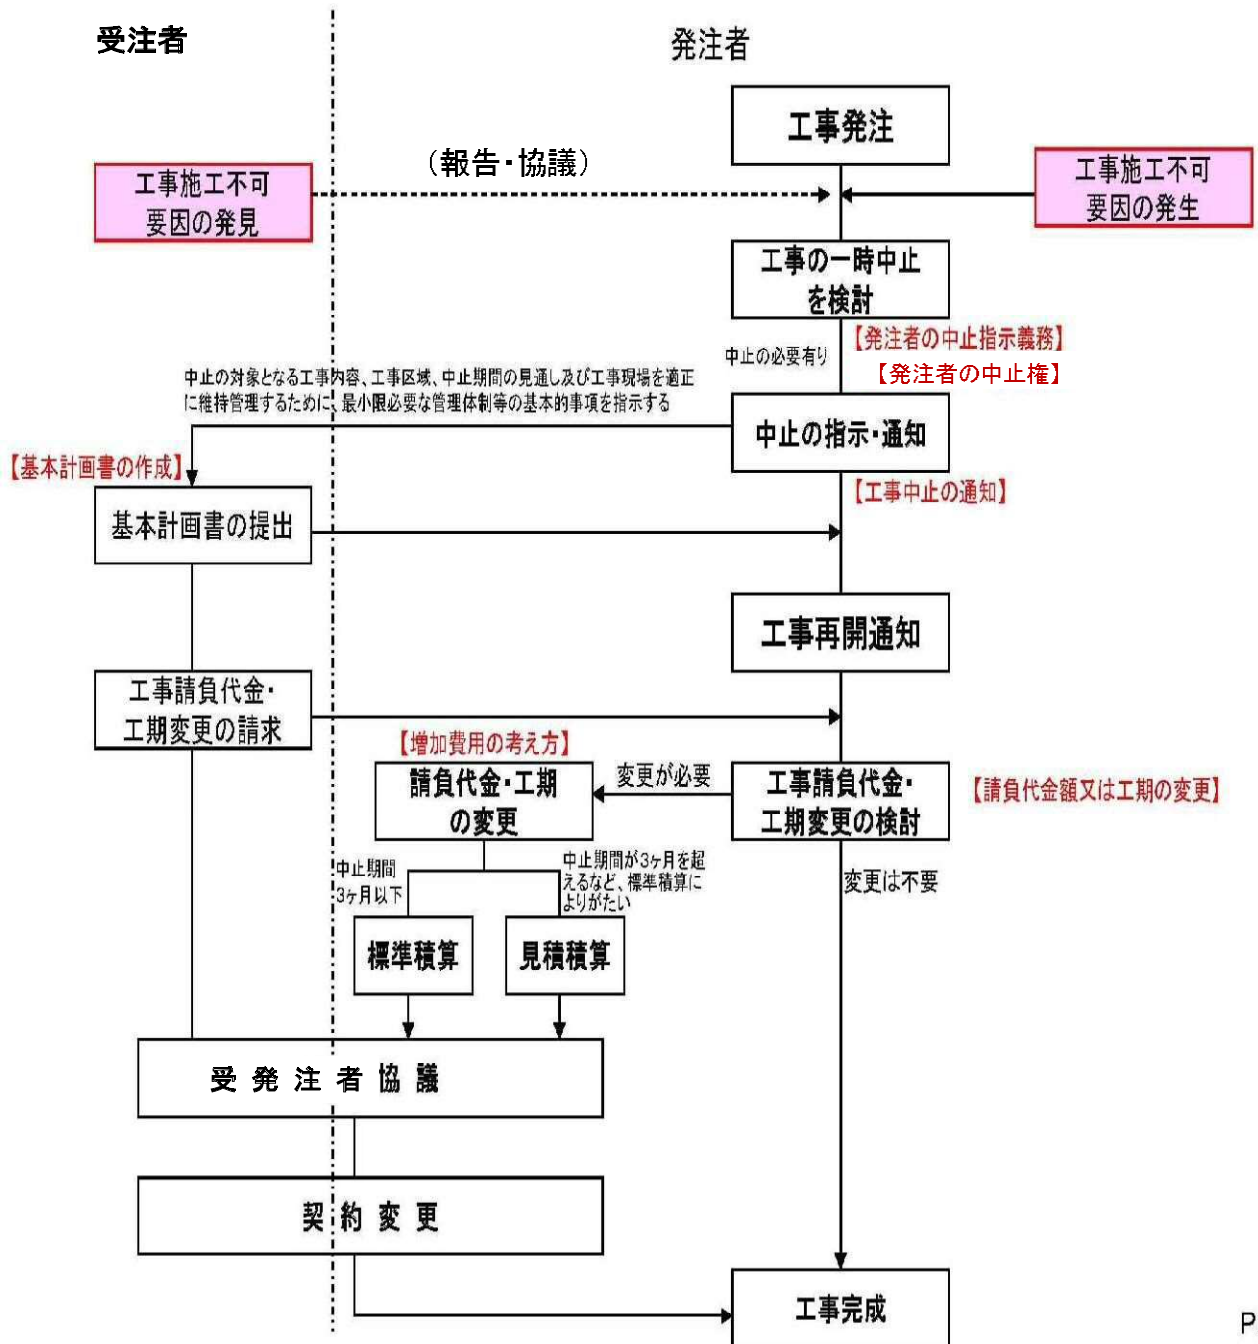 受注者
発注者
工事発注
（報告・協議）
工事施工不可
要因の発見
工事施工不可
要因の発生
工事の一時中止
を検討
【発注者の中止指示義務】
中止の必要有り
【発注者の中止権】
中止の対象となる工事内容、工事区域、中止期間の見通し及び工事現場を適正
に維持管理するために、最小限必要な管理体制等の基本的事項を指示する
中止の指示・通知
【基本計画書の作成】
【工事中止の通知】
基本計画書の提出
工事再開通知
工事請負代金・
工期変更の請求
【増加費用の考え方】
請負代金・工期
の変更
変更が必要
工事請負代金・
工期変更の検討
【請負代金額又は工期の変更】
中止期間
3ヶ月以下
中止期間が3ヶ月を超
えるなど、標準積算に
よりがたい
変更は不要
標準積算
見積積算
受発注者協議
契約変更
工事完成
P